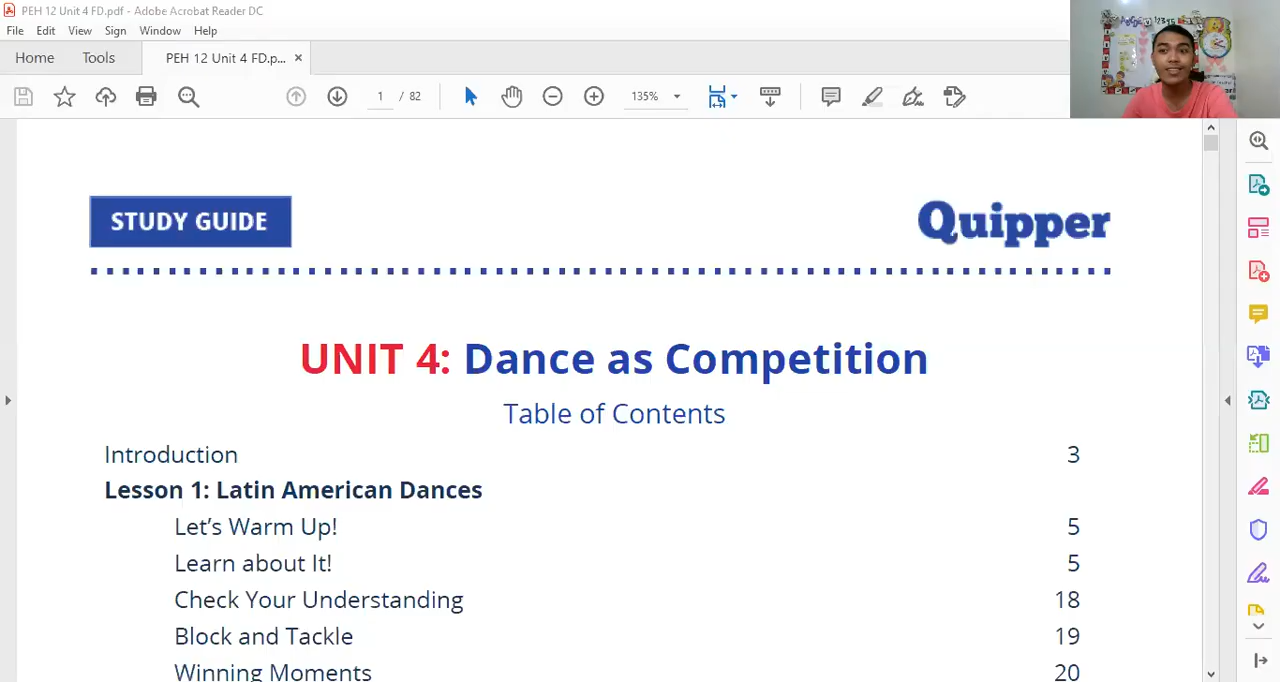 PEH 12 Unit 4 FD.pdf - Adobe Acrobat Reader DC
File Edit View Sign Window Help
Home Tools PEH 12 Unit 4 FD.p... ×
1 / 82 135%
STUDY GUIDE Quipper
UNIT 4: Dance as Competition
Table of Contents
Introduction 3
Lesson 1: Latin American Dances
Let’s Warm Up! 5
Learn about It! 5
Check Your Understanding 18
Block and Tackle 19
Winning Moments 20